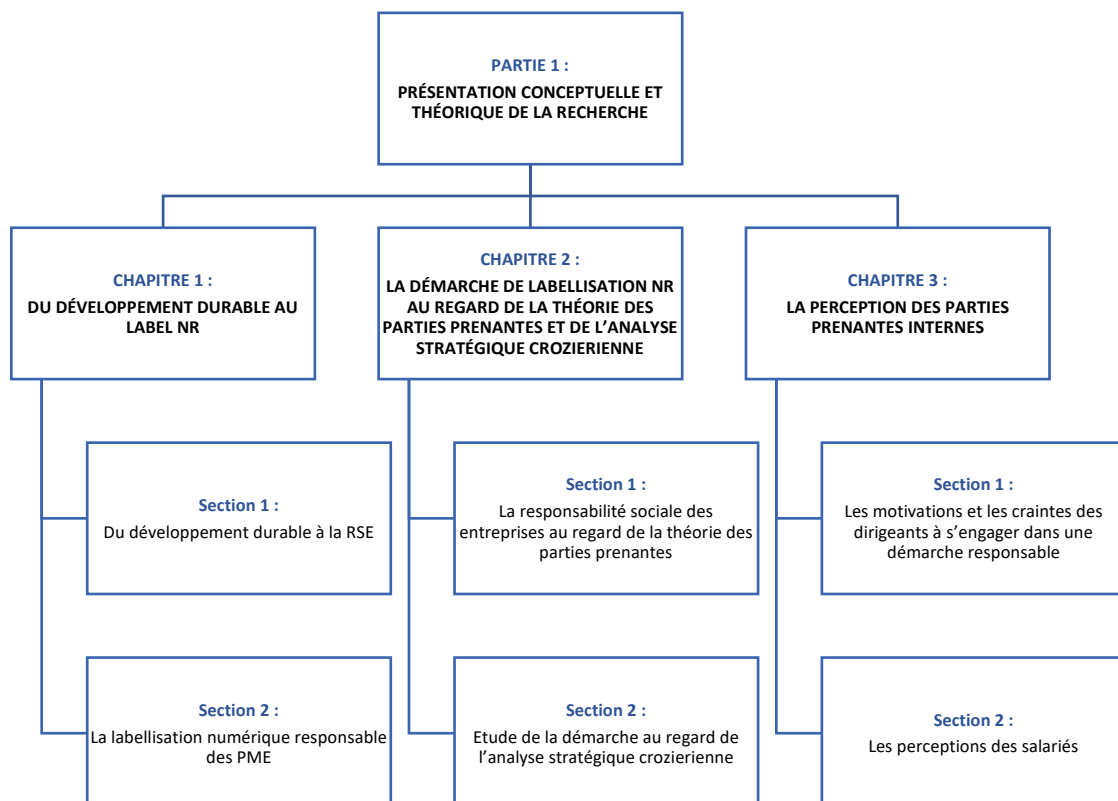 PARTIE 1 :
PRÉSENTATION CONCEPTUELLE ET
THÉORIQUE DE LA RECHERCHE
CHAPITRE 1 :
DU DÉVELOPPEMENT DURABLE AU
LABEL NR
CHAPITRE 2 :
LA DÉMARCHE DE LABELLISATION NR
AU REGARD DE LA THÉORIE DES
PARTIES PRENANTES ET DE L’ANALYSE
STRATÉGIQUE CROZIERIENNE
CHAPITRE 3 :
LA PERCEPTION DES PARTIES
PRENANTES INTERNES
Section 1 :
Du développement durable à la RSE
Section 1 :
La responsabilité sociale des
entreprises au regard de la théorie des
parties prenantes
Section 1 :
Les motivations et les craintes des
dirigeants à s’engager dans une
démarche responsable
Section 2 :
La labellisation numérique responsable
des PME
Section 2 :
Etude de la démarche au regard de
l’analyse stratégique crozierienne
Section 2 :
Les perceptions des salariés